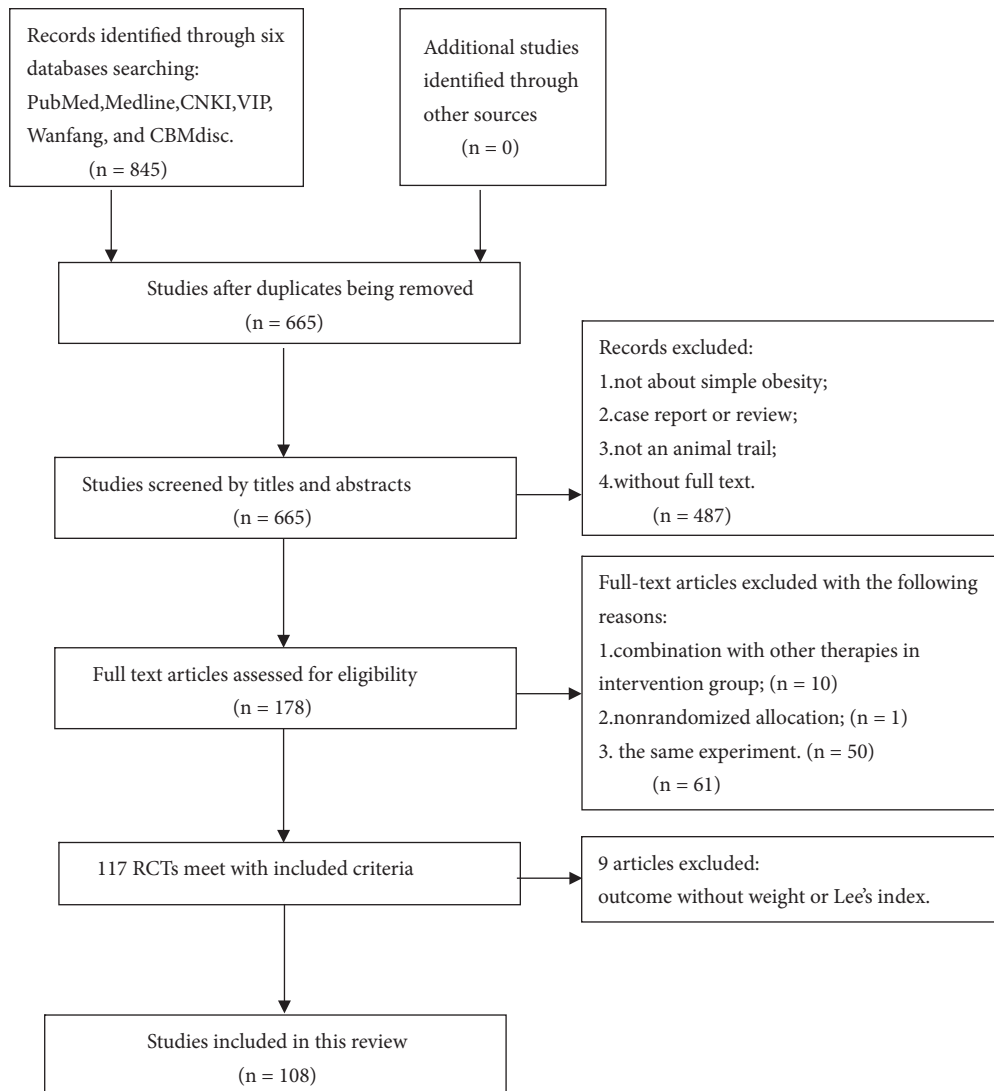 Records identified through six
databases searching:
PubMed,Medline,CNKI,VIP,
Wanfang, and CBMdisc.
(n = 845)
Additional studies
identified through
other sources
(n = 0)
Studies after duplicates being removed
(n = 665)
Records excluded:
1.not about simple obesity;
2.case report or review;
3.not an animal trail;
4.without full text.
(n = 487)
Studies screened by titles and abstracts
(n = 665)
Full-text articles excluded with the following
reasons:
1.combination with other therapies in
intervention group; (n = 10)
2.nonrandomized allocation; (n = 1)
3. the same experiment. (n = 50)
(n = 61)
Full text articles assessed for eligibility
(n = 178)
117 RCTs meet with included criteria
9 articles excluded:
outcome without weight or Lee's index.
Studies included in this review
(n = 108)